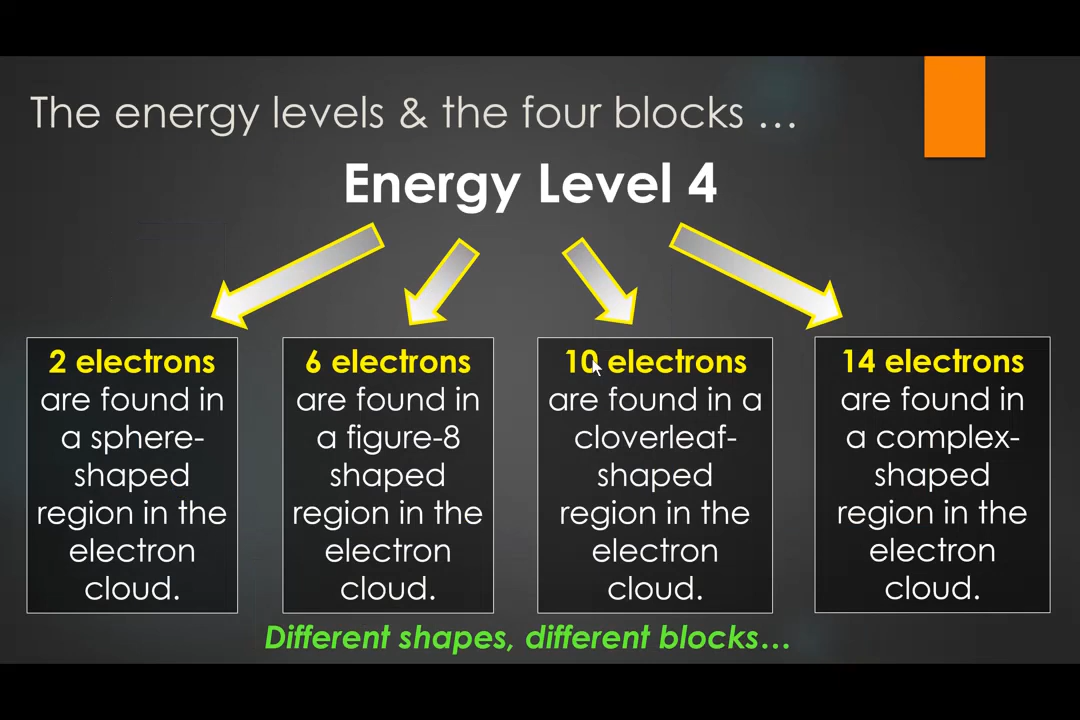 The energy levels & the four blocks …
Energy Level 4
2 electrons
are found in
a sphere-
shaped
region in the
electron
cloud.
6 electrons
are found in
a figure-8
shaped
region in the
electron
cloud.
10 electrons
are found in a
cloverleaf-
shaped
region in the
electron
cloud.
14 electrons
are found in
a complex-
shaped
region in the
electron
cloud.
Different shapes, different blocks…